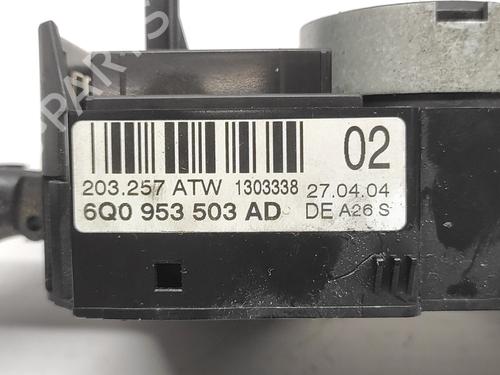 02
203.257 ATW 1303338 27.04.04
6Q0 953 503 AD DE A26 S